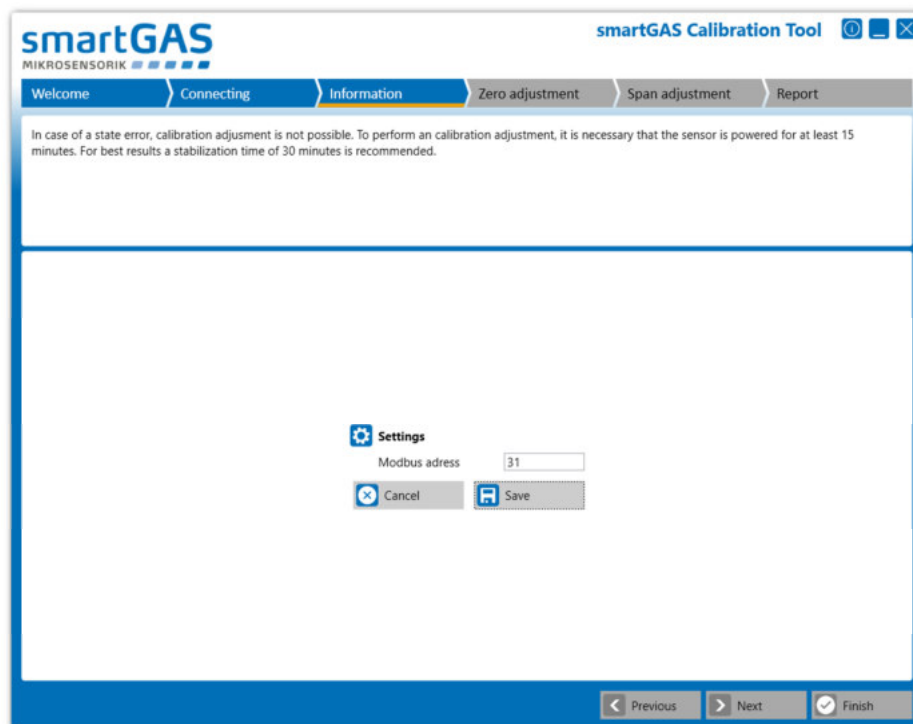 smartGAS
MIKROSENSORIK
smartGAS Calibration Tool
Welcome
Connecting
Information
Zero adjustment
Span adjustment
Report
In case of a state error, calibration adjusment is not possible. To perform an calibration adjustment, it is necessary that the sensor is powered for at least 15
minutes. For best results a stabilization time of 30 minutes is recommended.
Settings
Modbus adress 31
Cancel
Save
Previous
Next
Finish